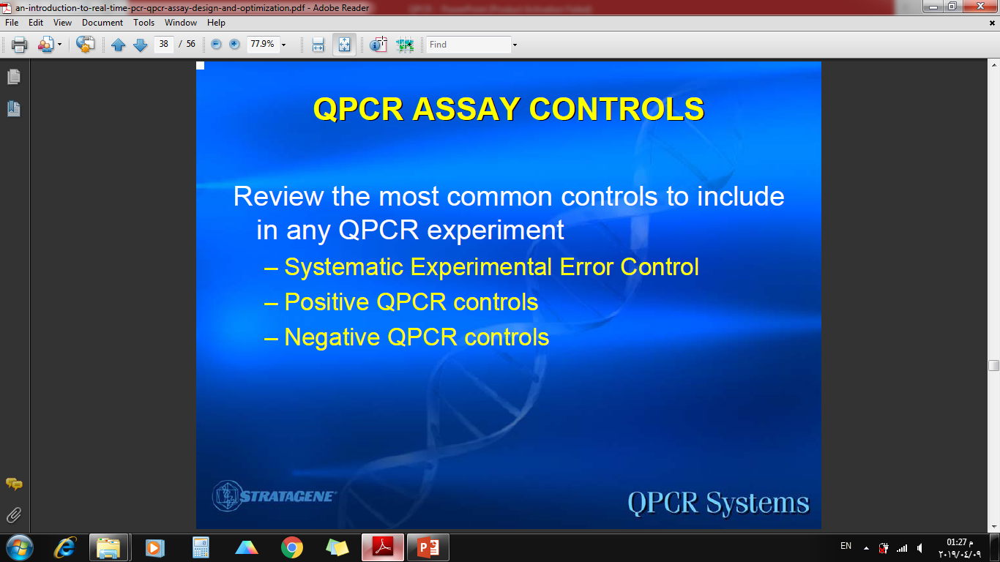 an-introduction-to-real-time-pcr-qpcr-assay-design-and-optimization.pdf - Adobe Reader
File Edit View Document Tools Window Help
38 / 56 77.9% Find
QPCR ASSAY CONTROLS
Review the most common controls to include
in any QPCR experiment
– Systematic Experimental Error Control
– Positive QPCR controls
– Negative QPCR controls
STRATAGENE®
QPCR Systems
EN
01:27 م
٢٠١٩/٠٤/٠٩